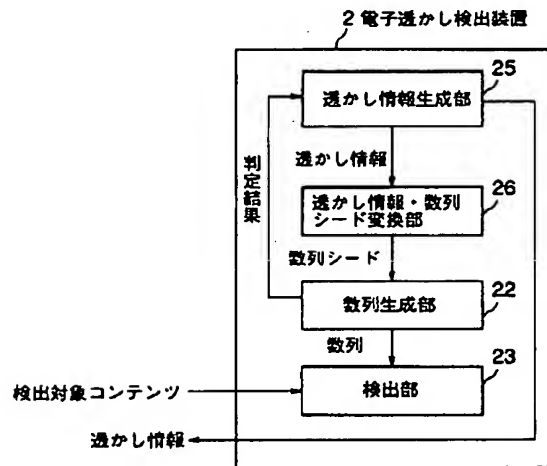 2 電子透かし検出装置
25
透かし情報生成部
透かし情報
判定結果
26
透かし情報・数列
シード変換部
数列シード
22
数列生成部
数列
23
検出部
検出対象コンテンツ
透かし情報